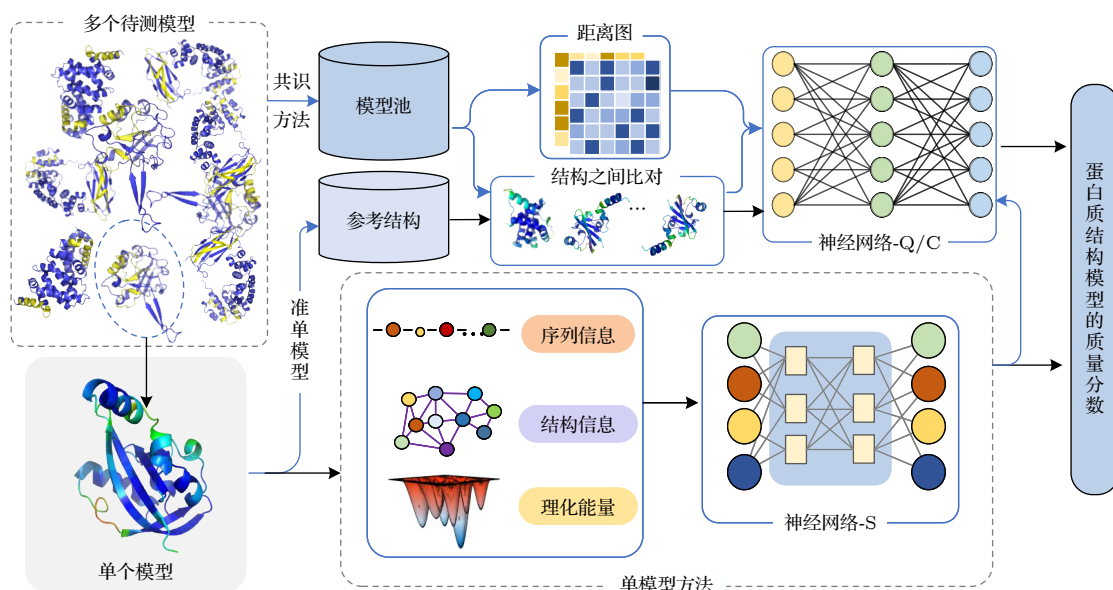 多个待测模型
共识
方法
模型池
距离图
结构之间比对
...
参考结构
神经网络-Q/C
准单模型
序列信息
结构信息
理化能量
神经网络-S
单个模型
单模型方法
蛋白质结构模型的质量分数